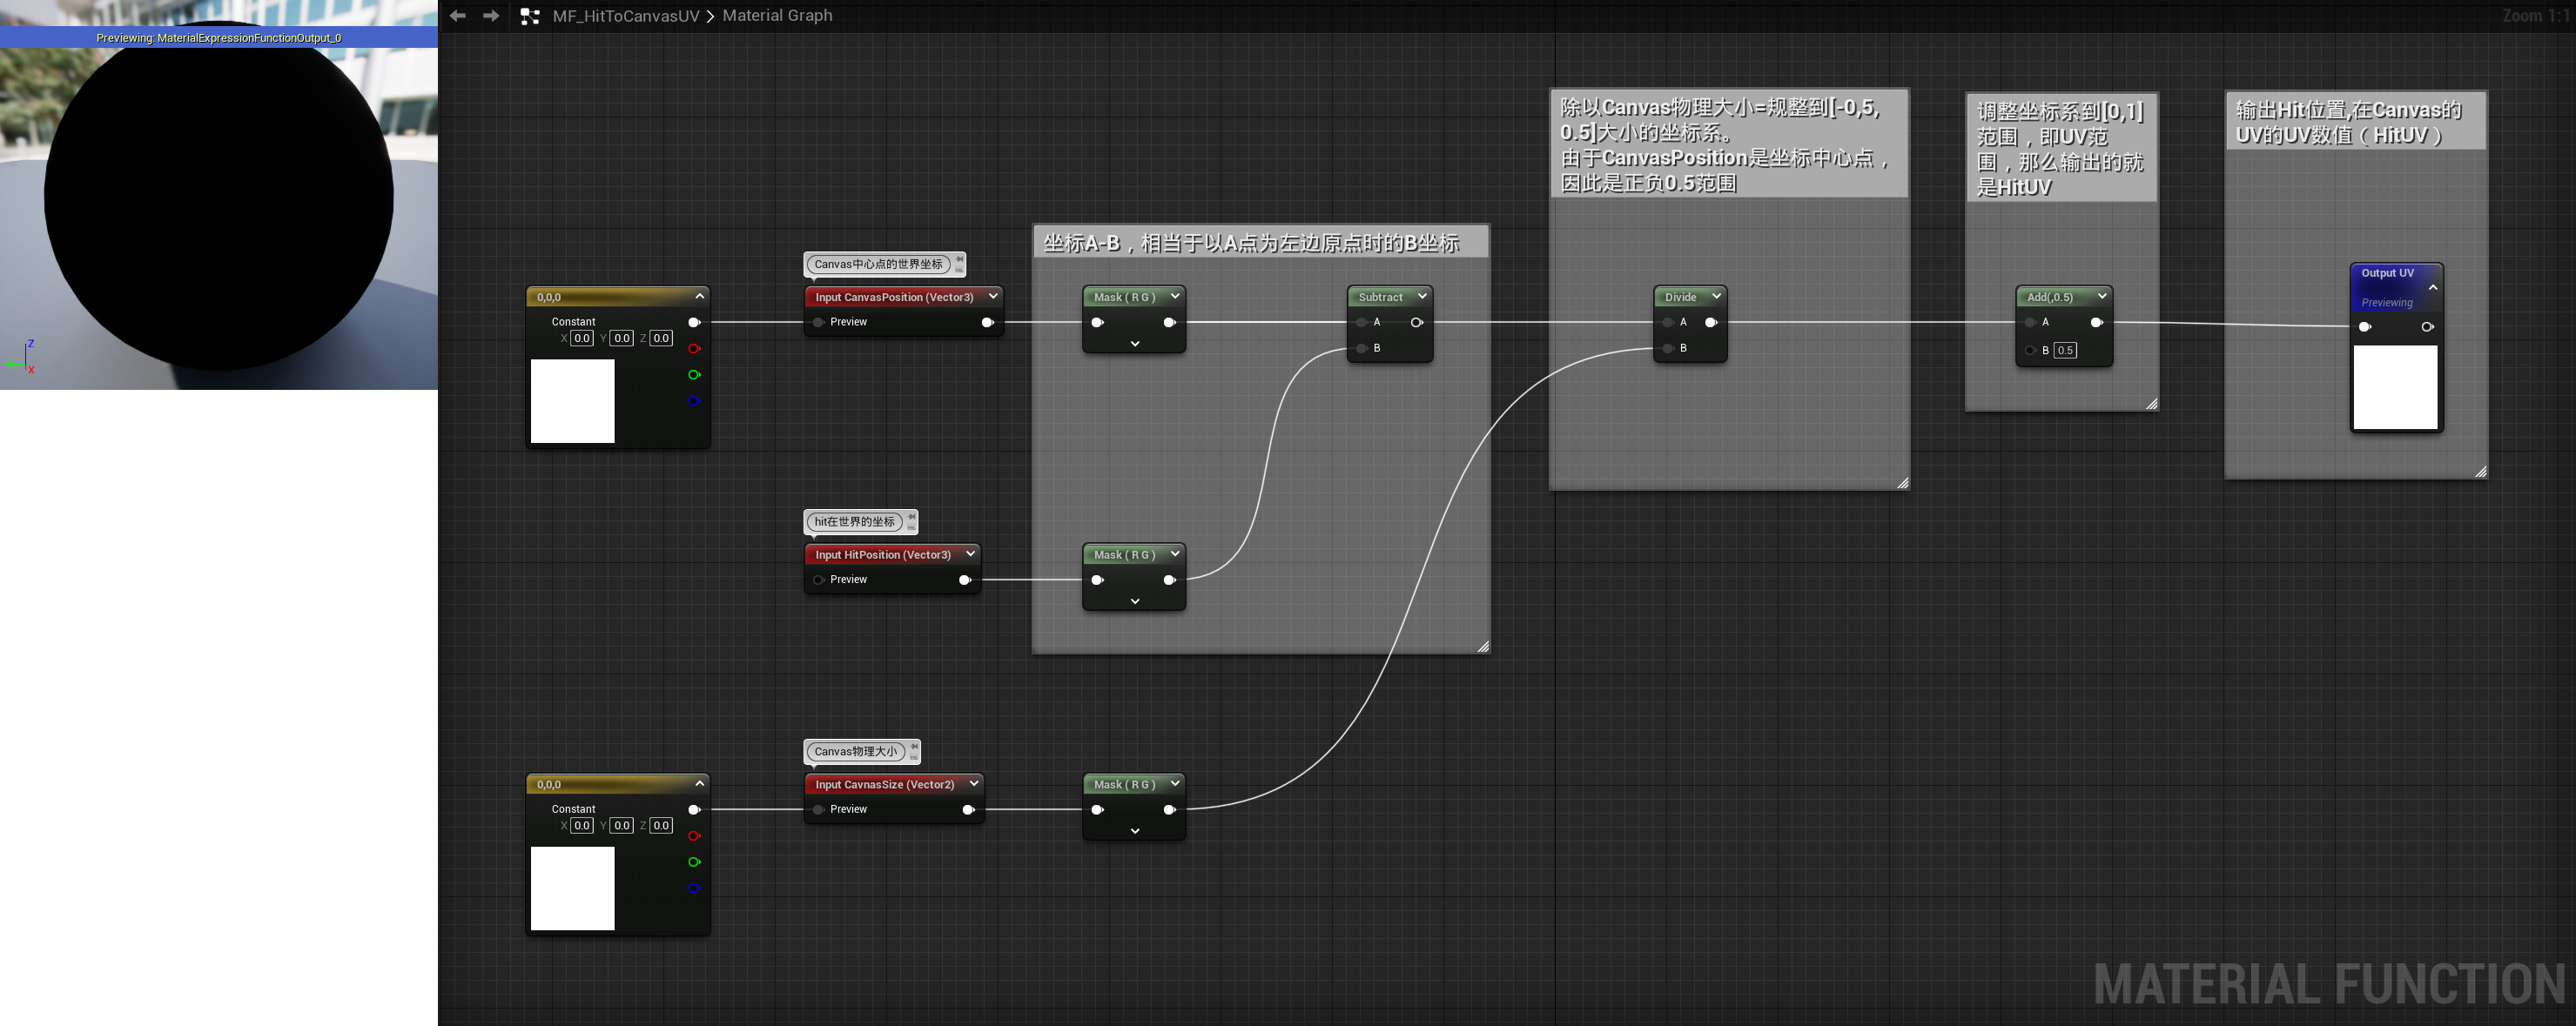 Previewing: MaterialExpressionFunctionOutput_0
Z
Y
X
MF_HitToCanvasUV > Material Graph
Zoom 1:1
除以Canvas物理大小=规整到[-0,5,
0.5]大小的坐标系。
由于CanvasPosition是坐标中心点，
因此是正负0.5范围
调整坐标系到[0,1]
范围，即UV范
围，那么输出的就
是HitUV
输出Hit位置,在Canvas的
UV的UV数值（HitUV）
坐标A-B，相当于以A点为左边原点时的B坐标
Canvas中心点的世界坐标
0,0,0
Constant
X 0.0 Y 0.0 Z 0.0
Input CanvasPosition (Vector3)
Preview
Mask ( R G )
Subtract
A
B
Divide
A
B
Add(,0.5)
A
B 0.5
Output UV
Previewing
hit在世界的坐标
Input HitPosition (Vector3)
Preview
Mask ( R G )
Canvas物理大小
0,0,0
Constant
X 0.0 Y 0.0 Z 0.0
Input CavnasSize (Vector2)
Preview
Mask ( R G )
MATERIAL FUNCTION